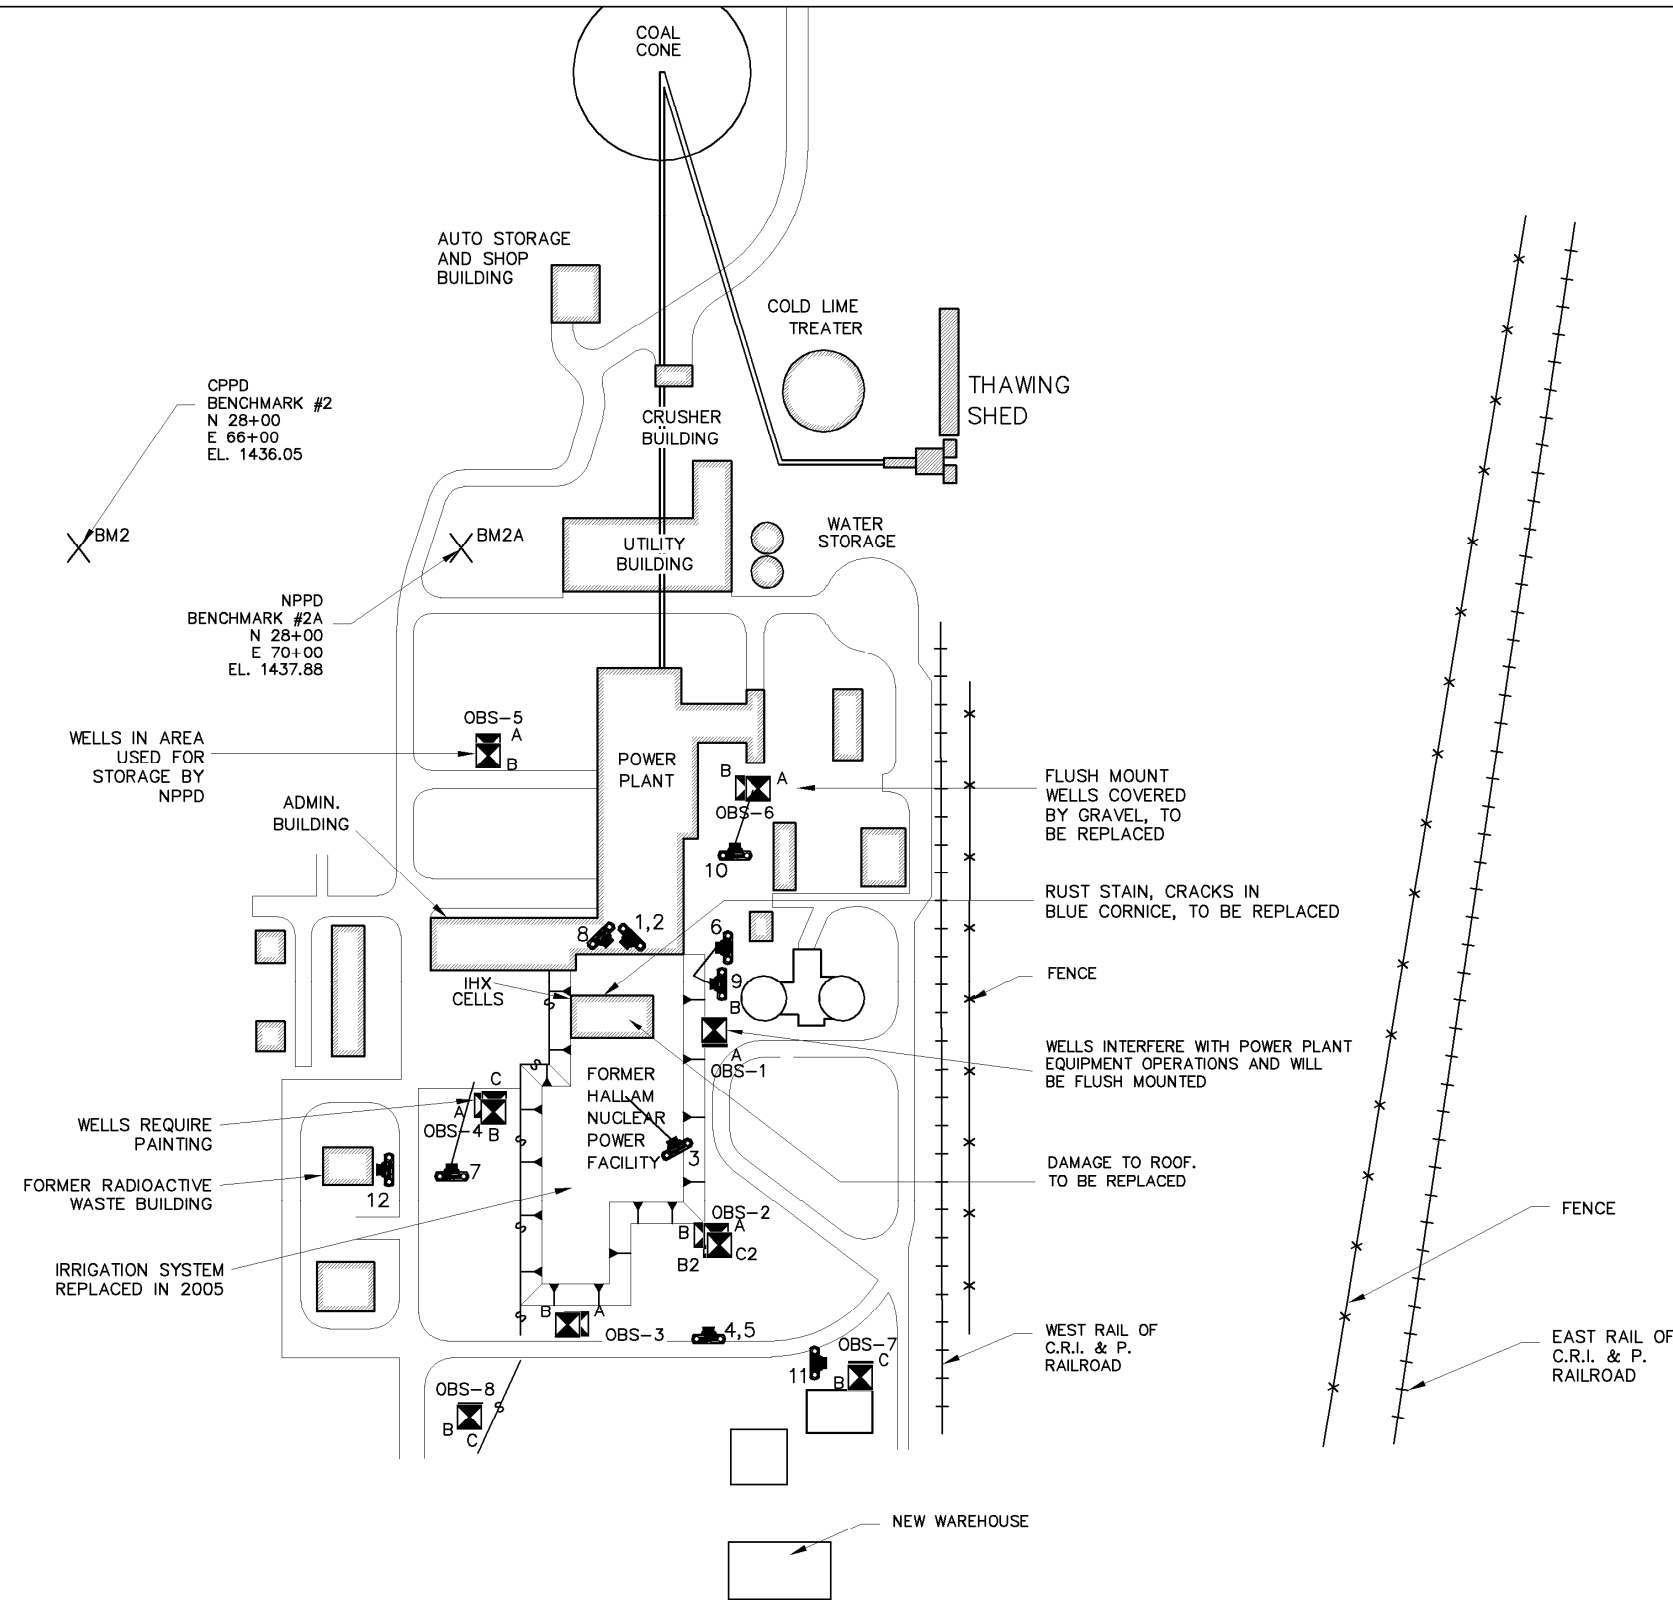 COAL
CONE
AUTO STORAGE
AND SHOP
BUILDING
COLD LIME
TREATER
THAWING
SHED
CPPD
BENCHMARK #2
N 28+00
E 66+00
EL. 1436.05
CRUSHER
BUILDING
BM2
BM2A
UTILITY
BUILDING
WATER
STORAGE
NPPD
BENCHMARK #2A
N 28+00
E 70+00
EL. 1437.88
OBS-5
A
B
WELLS IN AREA
USED FOR
STORAGE BY
NPPD
POWER
PLANT
B
A
OBS-6
10
FLUSH MOUNT
WELLS COVERED
BY GRAVEL, TO
BE REPLACED
ADMIN.
BUILDING
RUST STAIN, CRACKS IN
BLUE CORNICE, TO BE REPLACED
8
1,2
6
9
IHX
CELLS
FENCE
B
A
OBS-1
WELLS INTERFERE WITH POWER PLANT
EQUIPMENT OPERATIONS AND WILL
BE FLUSH MOUNTED
FORMER
HALLAM
NUCLEAR
POWER
FACILITY
3
C
A
OBS-4
B
7
WELLS REQUIRE
PAINTING
FORMER RADIOACTIVE
WASTE BUILDING
12
DAMAGE TO ROOF.
TO BE REPLACED
S
S
S
S
S
OBS-2
A
B
B2
C2
FENCE
IRRIGATION SYSTEM
REPLACED IN 2005
B
A
OBS-3
4,5
11
OBS-7
C
B
WEST RAIL OF
C.R.I. & P.
RAILROAD
EAST RAIL OF
C.R.I. & P.
RAILROAD
OBS-8
S
B
C
NEW WAREHOUSE